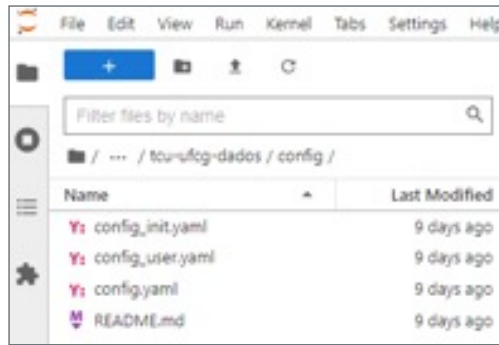 File Edit View Run Kernel Tabs Settings Help
Filter files by name
/ ... / tcu-ufcg-dados / config /
Name Last Modified
Y: config_init.yaml 9 days ago
Y: config_user.yaml 9 days ago
Y: config.yaml 9 days ago
M README.md 9 days ago